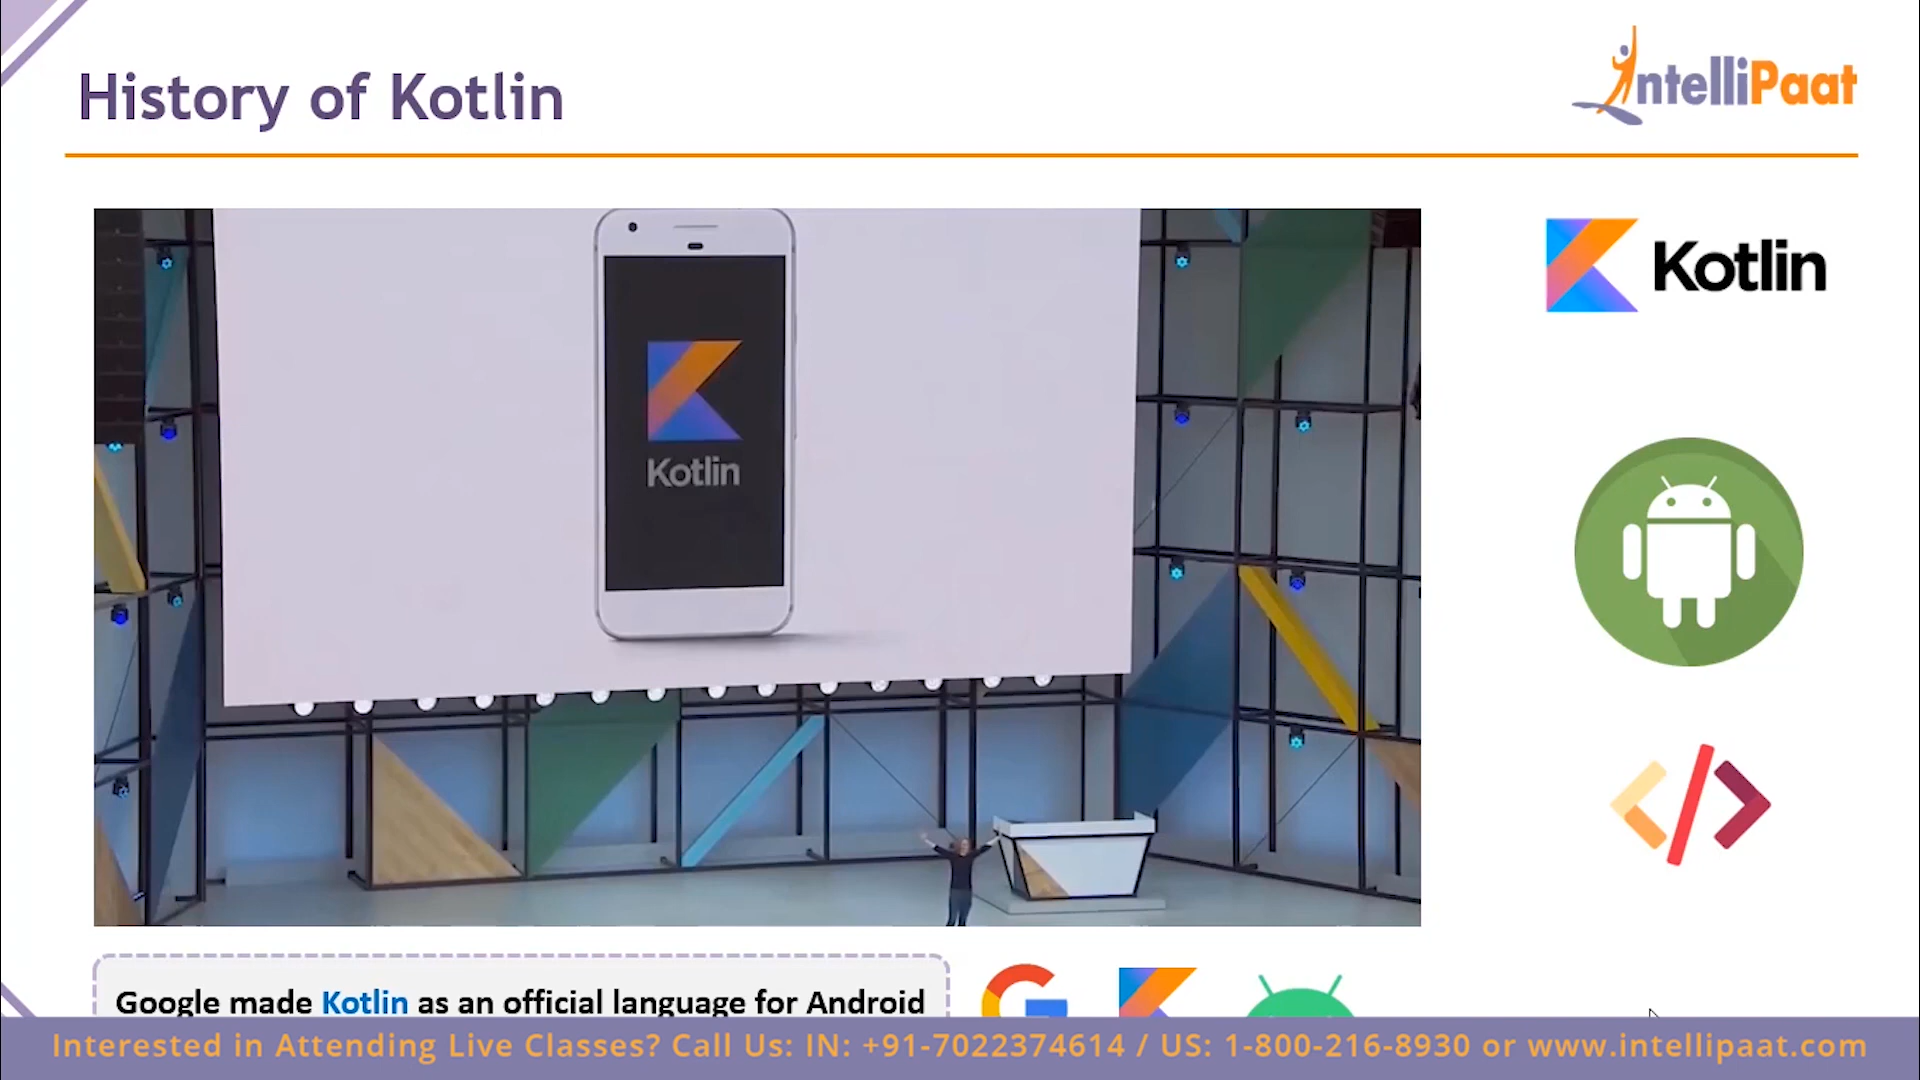 History of Kotlin
IntelliPaat
Kotlin
Kotlin
Google made Kotlin as an official language for Android
Interested in Attending Live Classes? Call Us: IN: +91-7022374614 / US: 1-800-216-8930 or www.intellipaat.com